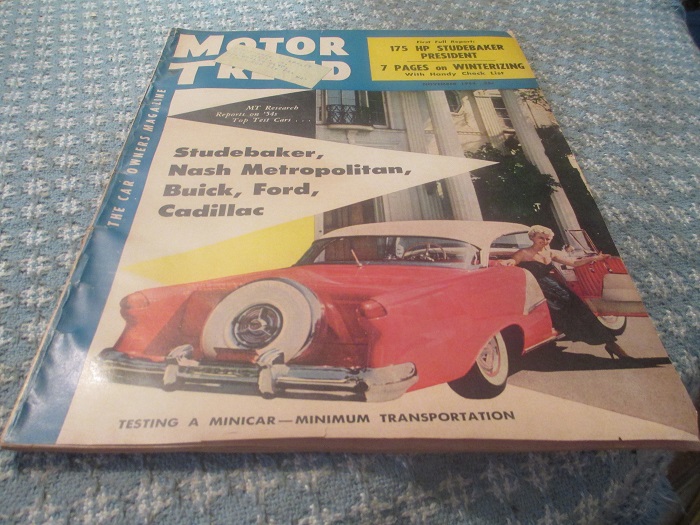 MOTOR
TREND
First Full Report:
175 HP STUDEBAKER
PRESIDENT
7 PAGES on WINTERIZING
With Handy Check List
THE CAR OWNERS MAGAZINE
MT Research
Reports on '54s
Top Test Cars . . .
Studebaker,
Nash Metropolitan,
Buick, Ford,
Cadillac
TESTING A MINICAR—MINIMUM TRANSPORTATION